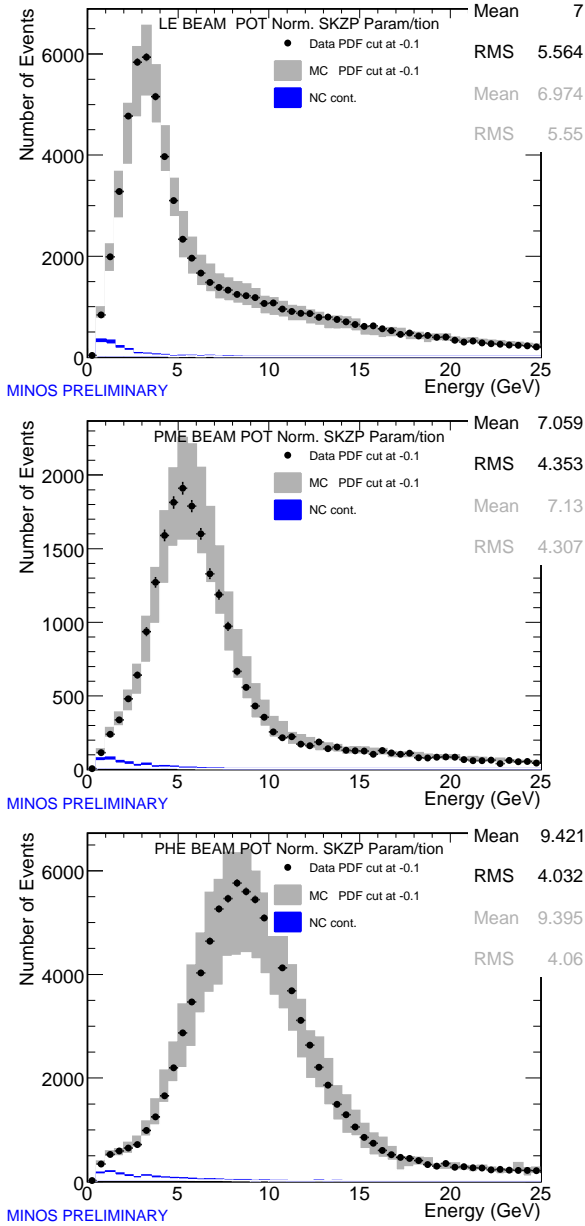 LE BEAM POT Norm. SKZP Param/tion
Data PDF cut at -0.1
MC PDF cut at -0.1
NC cont.
Mean 7
RMS 5.564
Mean 6.974
RMS 5.55
Number of Events
6000
4000
2000
0
0 5 10 15 20 25
Energy (GeV)
MINOS PRELIMINARY
PME BEAM POT Norm. SKZP Param/tion
Data PDF cut at -0.1
MC PDF cut at -0.1
NC cont.
Mean 7.059
RMS 4.353
Mean 7.13
RMS 4.307
Number of Events
2000
1500
1000
500
0
0 5 10 15 20 25
Energy (GeV)
MINOS PRELIMINARY
PHE BEAM POT Norm. SKZP Param/tion
Data PDF cut at -0.1
MC PDF cut at -0.1
NC cont.
Mean 9.421
RMS 4.032
Mean 9.395
RMS 4.06
Number of Events
6000
4000
2000
0
0 5 10 15 20 25
Energy (GeV)
MINOS PRELIMINARY